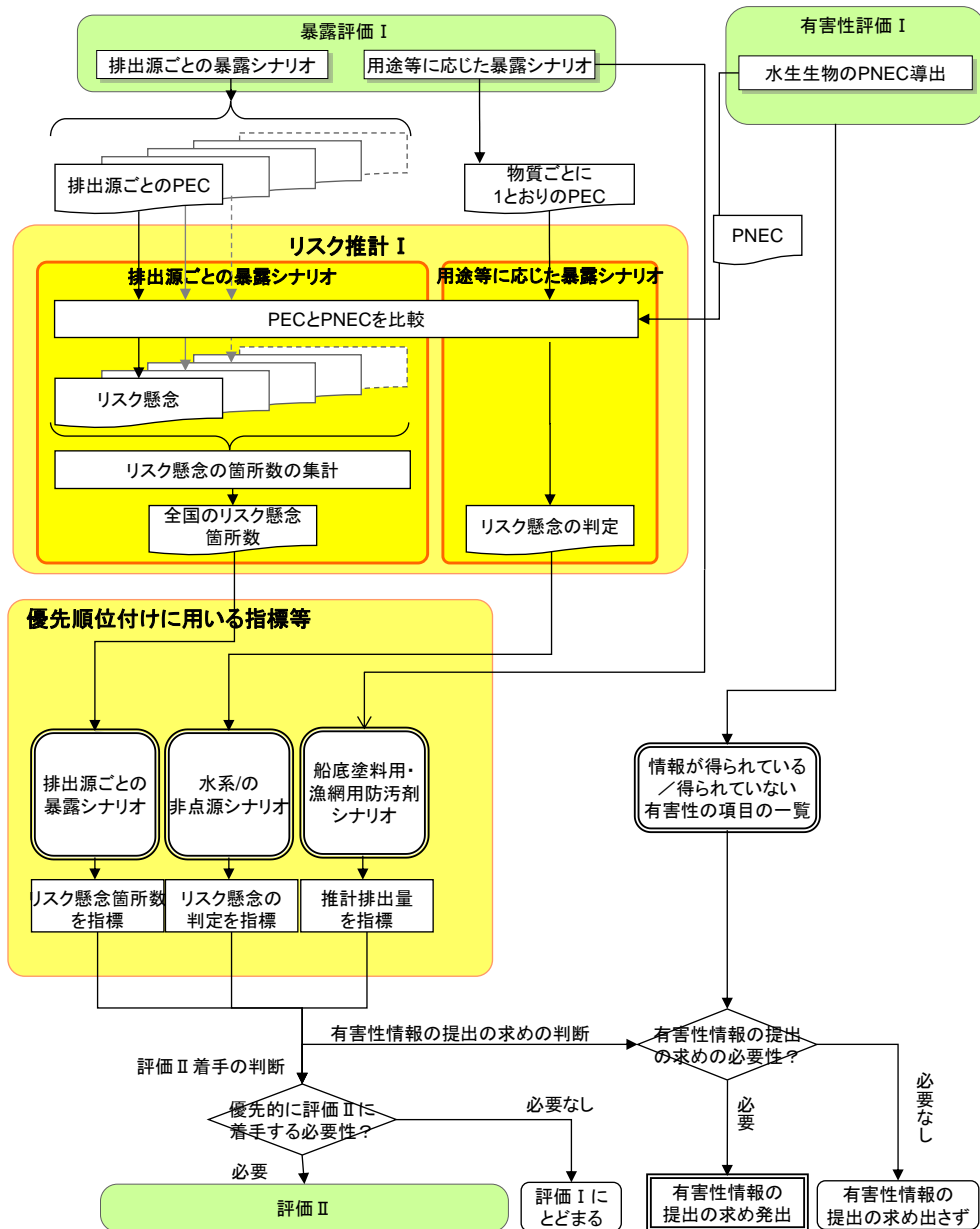 暴露評価Ⅰ
有害性評価Ⅰ
排出源ごとの暴露シナリオ
用途等に応じた暴露シナリオ
水生生物のPNEC導出
排出源ごとのPEC
物質ごとに
1とおりのPEC
PNEC
リスク推計Ⅰ
排出源ごとの暴露シナリオ
用途等に応じた暴露シナリオ
PECとPNECを比較
リスク懸念
リスク懸念の箇所数の集計
全国のリスク懸念
箇所数
リスク懸念の判定
優先順位付けに用いる指標等
排出源ごとの
暴露シナリオ
水系/の
非点源シナリオ
船底塗料用・
漁網用防汚剤
シナリオ
情報が得られている
／得られていない
有害性の項目の一覧
リスク懸念箇所数
を指標
リスク懸念の
判定を指標
推計排出量
を指標
有害性情報の提出の求めの判断
有害性情報の提出
の求めの必要性？
評価Ⅱ着手の判断
優先的に評価Ⅱに
着手する必要性？
必要なし
必要
必要なし
必要
評価Ⅱ
評価Ⅰに
とどまる
有害性情報の
提出の求め発出
有害性情報の
提出の求め出さず